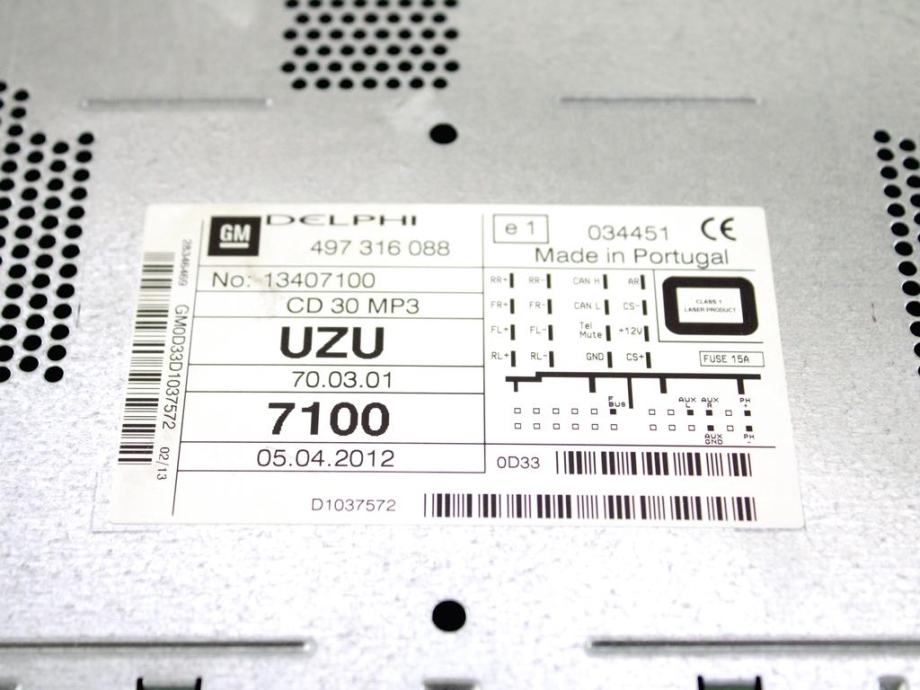 GM DELPHI
497 316 088
No: 13407100
CD 30 MP3
UZU
70.03.01
7100
05.04.2012
D1037572
28346469
GM0D33D1037572
02/13
e 1
034451 CE
Made in Portugal
RR+ RR- CAN H AR
FR+ FR- CAN L CS-
FL+ FL- Tel Mute +12V
RL+ RL- GND CS+
CLASS 1
LASER PRODUCT
FUSE 15A
F BUS
AUX L
AUX R
PH +
AUX GND
PH -
0D33